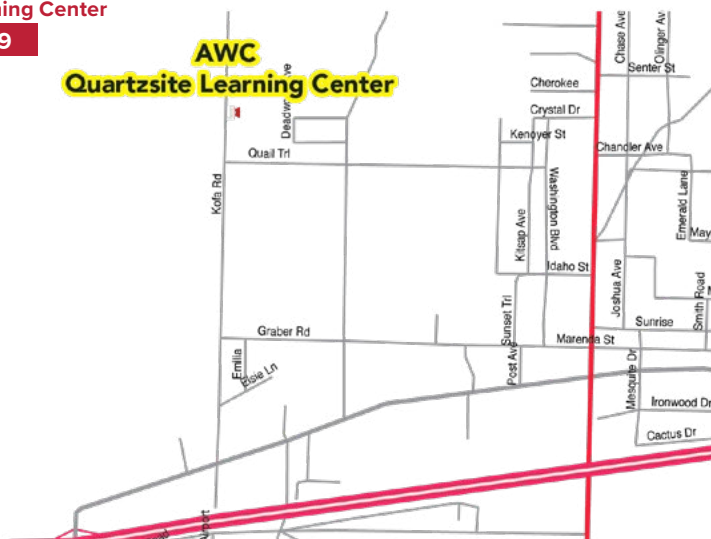 ning Center
9
AWC
Quartzsite Learning Center
Chase Ave
Olinger Av
Senter St
Cherokee
Crystal Dr
Kenoyer St
Chandler Ave
Quail Trl
Kofa Rd
Washington Blvd
Kitsap Ave
Emerald Lane
May
Idaho St
Joshua Ave
Smith Road
Sunset Trl
Sunrise
Graber Rd
Marenda St
Emilia
Elsie Ln
Post Ave
Mesquite Dr
Ironwood Dr
Cactus Dr
Airport